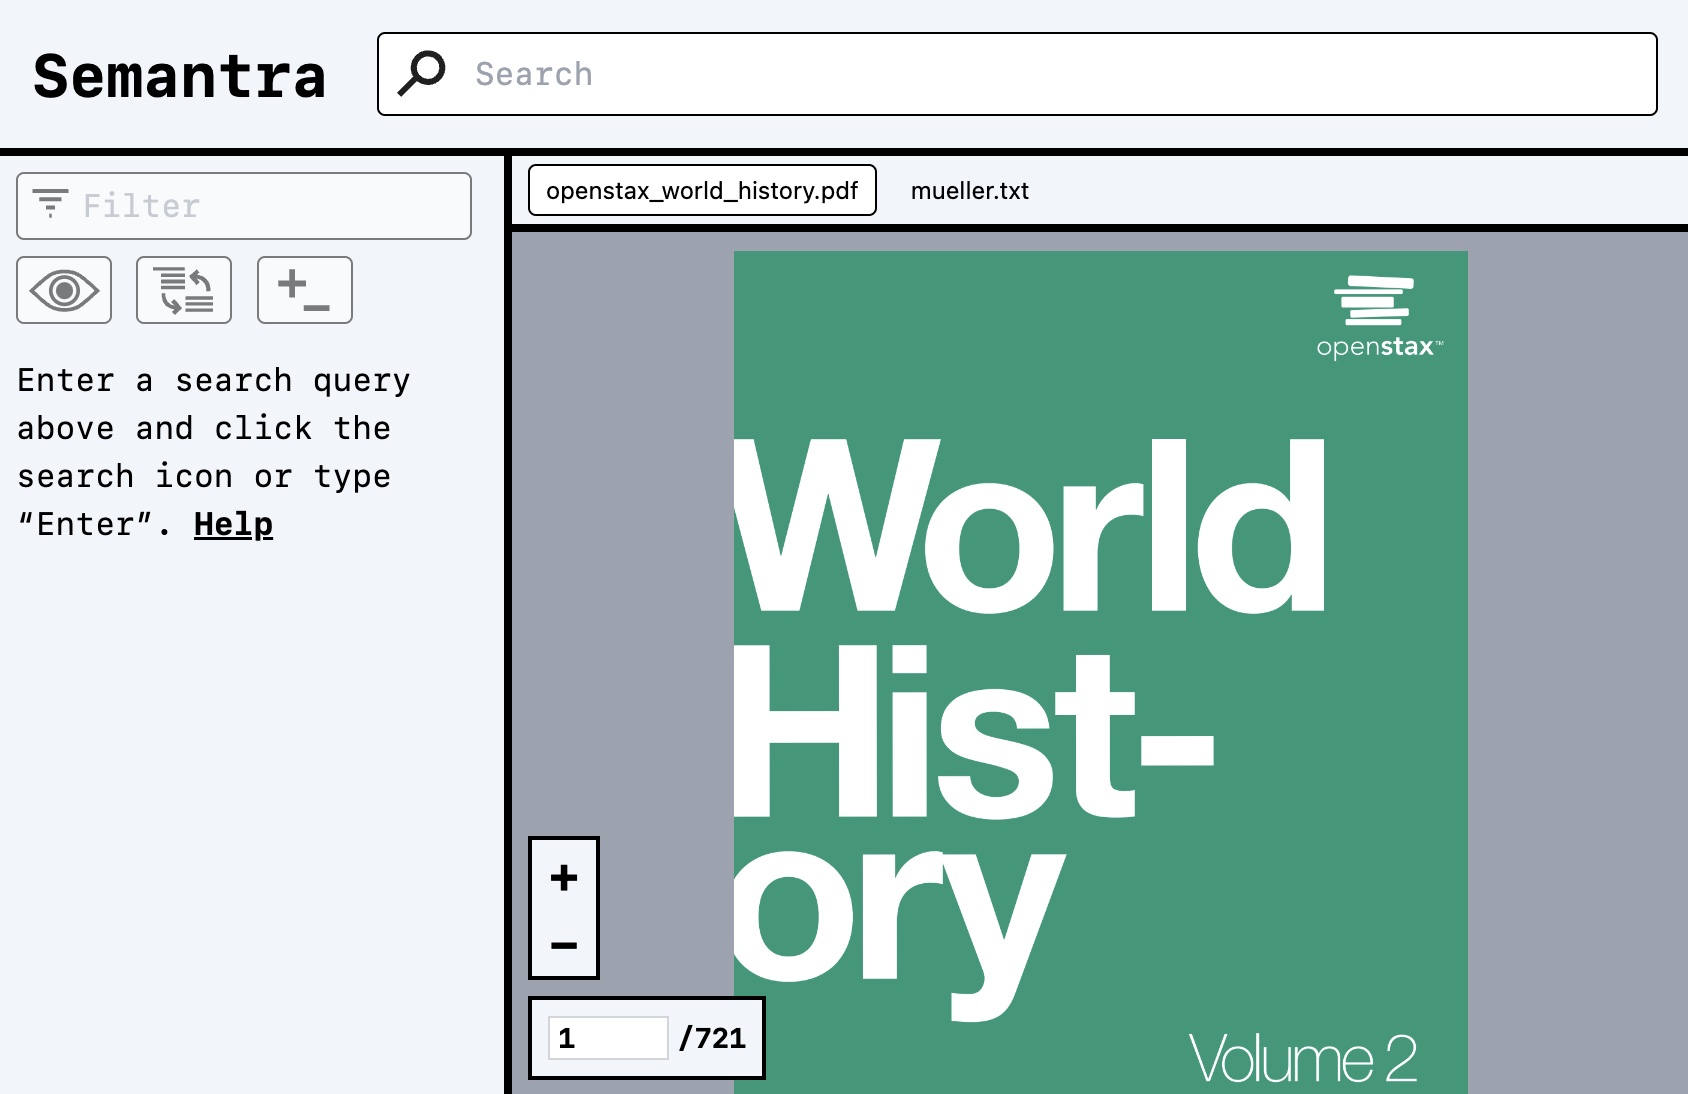 Semantra
Search
Filter
Enter a search query
above and click the
search icon or type
“Enter”. Help
openstax_world_history.pdf
mueller.txt
openstax™
World
Hist-
ory
Volume 2
+
−
1 /721